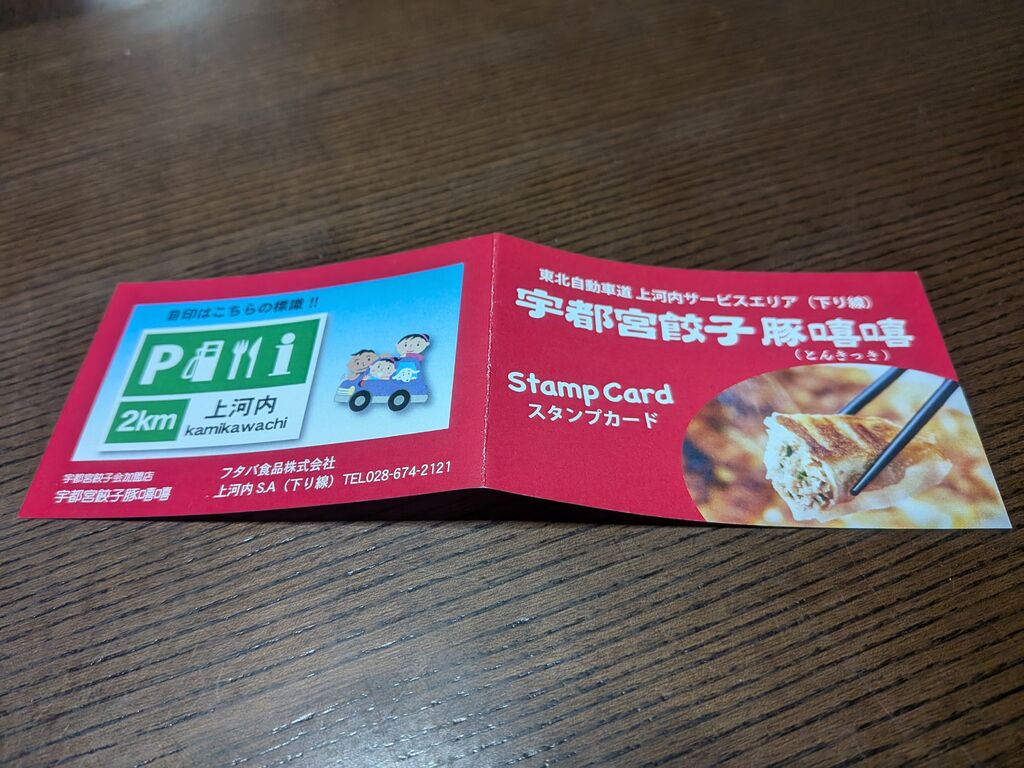 東北自動車道 上河内サービスエリア (下り線)
宇都宮餃子 豚嘻嘻
(とんきっき)
Stamp Card
スタンプカード
目印はこちらの標識!!
P i
2km
上河内
kamikawachi
宇都宮餃子会加盟店
宇都宮餃子豚嘻嘻
フタバ食品株式会社
上河内 S.A (下り線) TEL028-674-2121